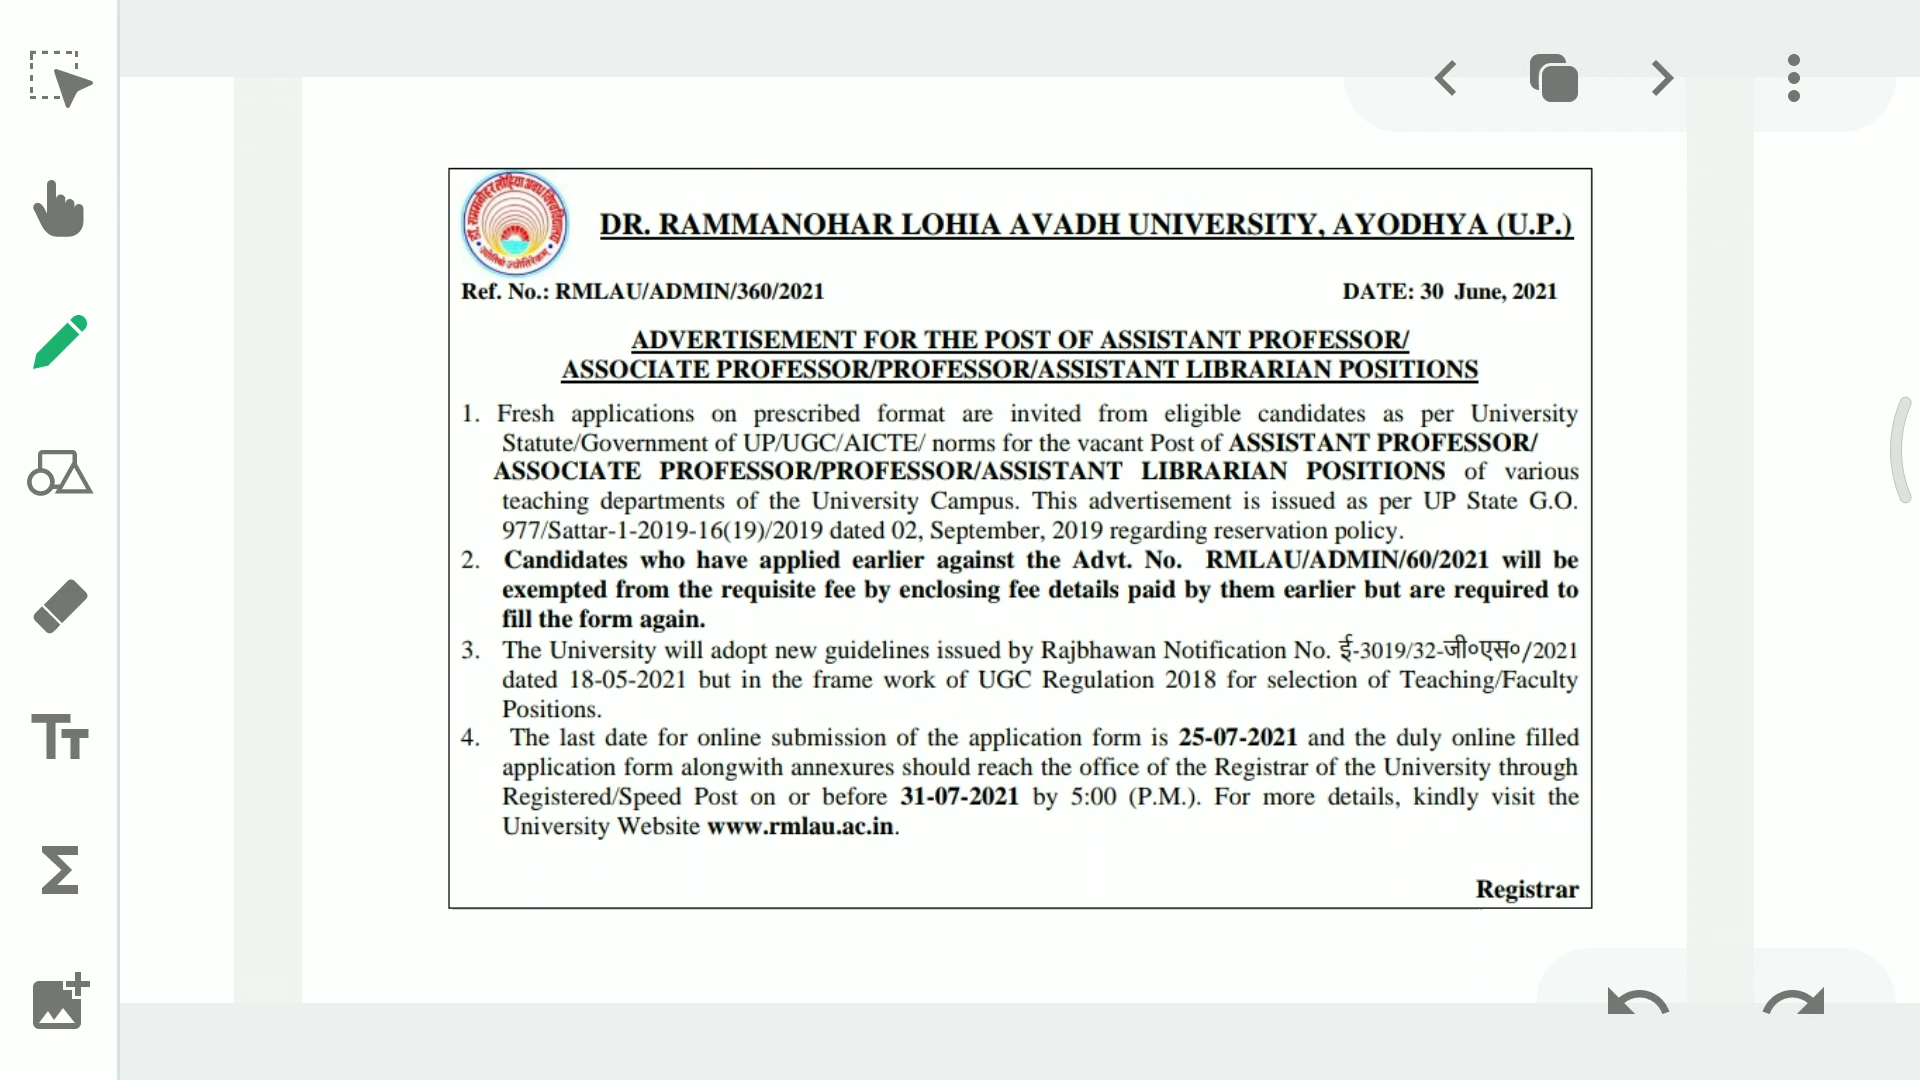 डा. राममनोहर लोहिया अवध विश्वविद्यालय
DR. RAMMANOHAR LOHIA AVADH UNIVERSITY, AYODHYA (U.P.)
Ref. No.: RMLAU/ADMIN/360/2021 DATE: 30 June, 2021
ADVERTISEMENT FOR THE POST OF ASSISTANT PROFESSOR/
ASSOCIATE PROFESSOR/PROFESSOR/ASSISTANT LIBRARIAN POSITIONS
1. Fresh applications on prescribed format are invited from eligible candidates as per University
Statute/Government of UP/UGC/AICTE/ norms for the vacant Post of ASSISTANT PROFESSOR/
ASSOCIATE PROFESSOR/PROFESSOR/ASSISTANT LIBRARIAN POSITIONS of various
teaching departments of the University Campus. This advertisement is issued as per UP State G.O.
977/Sattar-1-2019-16(19)/2019 dated 02, September, 2019 regarding reservation policy.
2. Candidates who have applied earlier against the Advt. No. RMLAU/ADMIN/60/2021 will be
exempted from the requisite fee by enclosing fee details paid by them earlier but are required to
fill the form again.
3. The University will adopt new guidelines issued by Rajbhawan Notification No. ई-3019/32-जी०एस०/2021
dated 18-05-2021 but in the frame work of UGC Regulation 2018 for selection of Teaching/Faculty
Positions.
4. The last date for online submission of the application form is 25-07-2021 and the duly online filled
application form alongwith annexures should reach the office of the Registrar of the University through
Registered/Speed Post on or before 31-07-2021 by 5:00 (P.M.). For more details, kindly visit the
University Website www.rmlau.ac.in.
Registrar